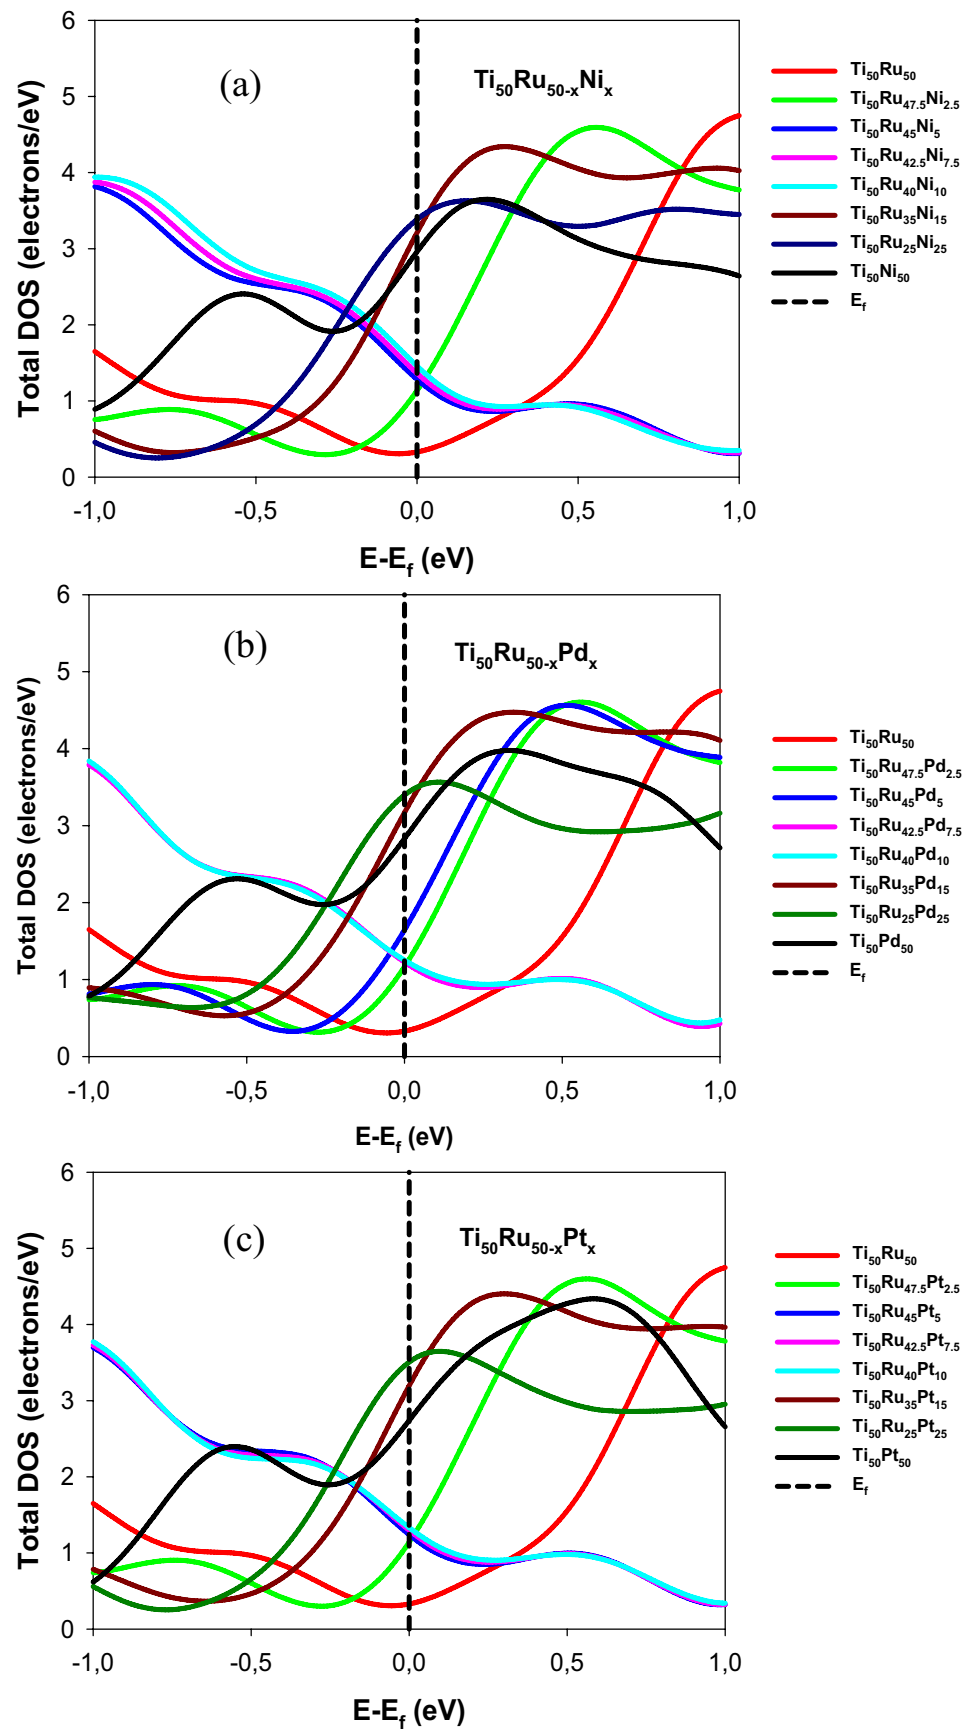 (a)
Ti50Ru50-xNix
Total DOS (electrons/eV)
6
5
4
3
2
1
0
-1,0
-0,5
0,0
0,5
1,0
E-Ef (eV)
Ti50Ru50
Ti50Ru47.5Ni2.5
Ti50Ru45Ni5
Ti50Ru42.5Ni7.5
Ti50Ru40Ni10
Ti50Ru35Ni15
Ti50Ru25Ni25
Ti50Ni50
Ef
(b)
Ti50Ru50-xPdx
Total DOS (electrons/eV)
6
5
4
3
2
1
0
-1,0
-0,5
0,0
0,5
1,0
E-Ef (eV)
Ti50Ru50
Ti50Ru47.5Pd2.5
Ti50Ru45Pd5
Ti50Ru42.5Pd7.5
Ti50Ru40Pd10
Ti50Ru35Pd15
Ti50Ru25Pd25
Ti50Pd50
Ef
(c)
Ti50Ru50-xPtx
Total DOS (electrons/eV)
6
5
4
3
2
1
0
-1,0
-0,5
0,0
0,5
1,0
E-Ef (eV)
Ti50Ru50
Ti50Ru47.5Pt2.5
Ti50Ru45Pt5
Ti50Ru42.5Pt7.5
Ti50Ru40Pt10
Ti50Ru35Pt15
Ti50Ru25Pt25
Ti50Pt50
Ef